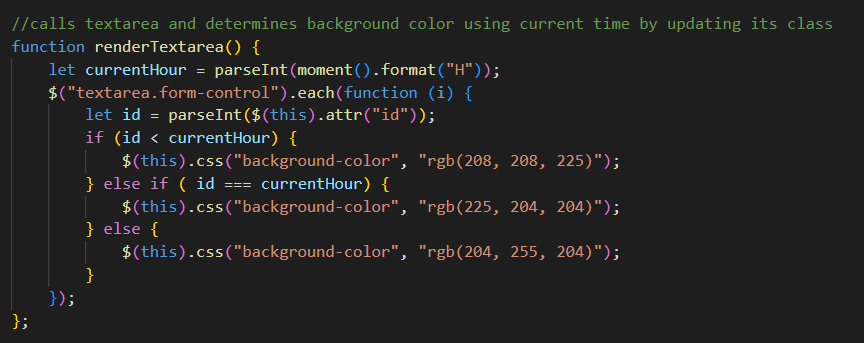 //calls textarea and determines background color using current time by updating its class
function renderTextarea() {
    let currentHour = parseInt(moment().format("H"));
    $("textarea.form-control").each(function (i) {
        let id = parseInt($(this).attr("id"));
        if (id < currentHour) {
            $(this).css("background-color", "rgb(208, 208, 225)");
        } else if ( id === currentHour) {
            $(this).css("background-color", "rgb(225, 204, 204)");
        } else {
            $(this).css("background-color", "rgb(204, 255, 204)");
        }
    });
};